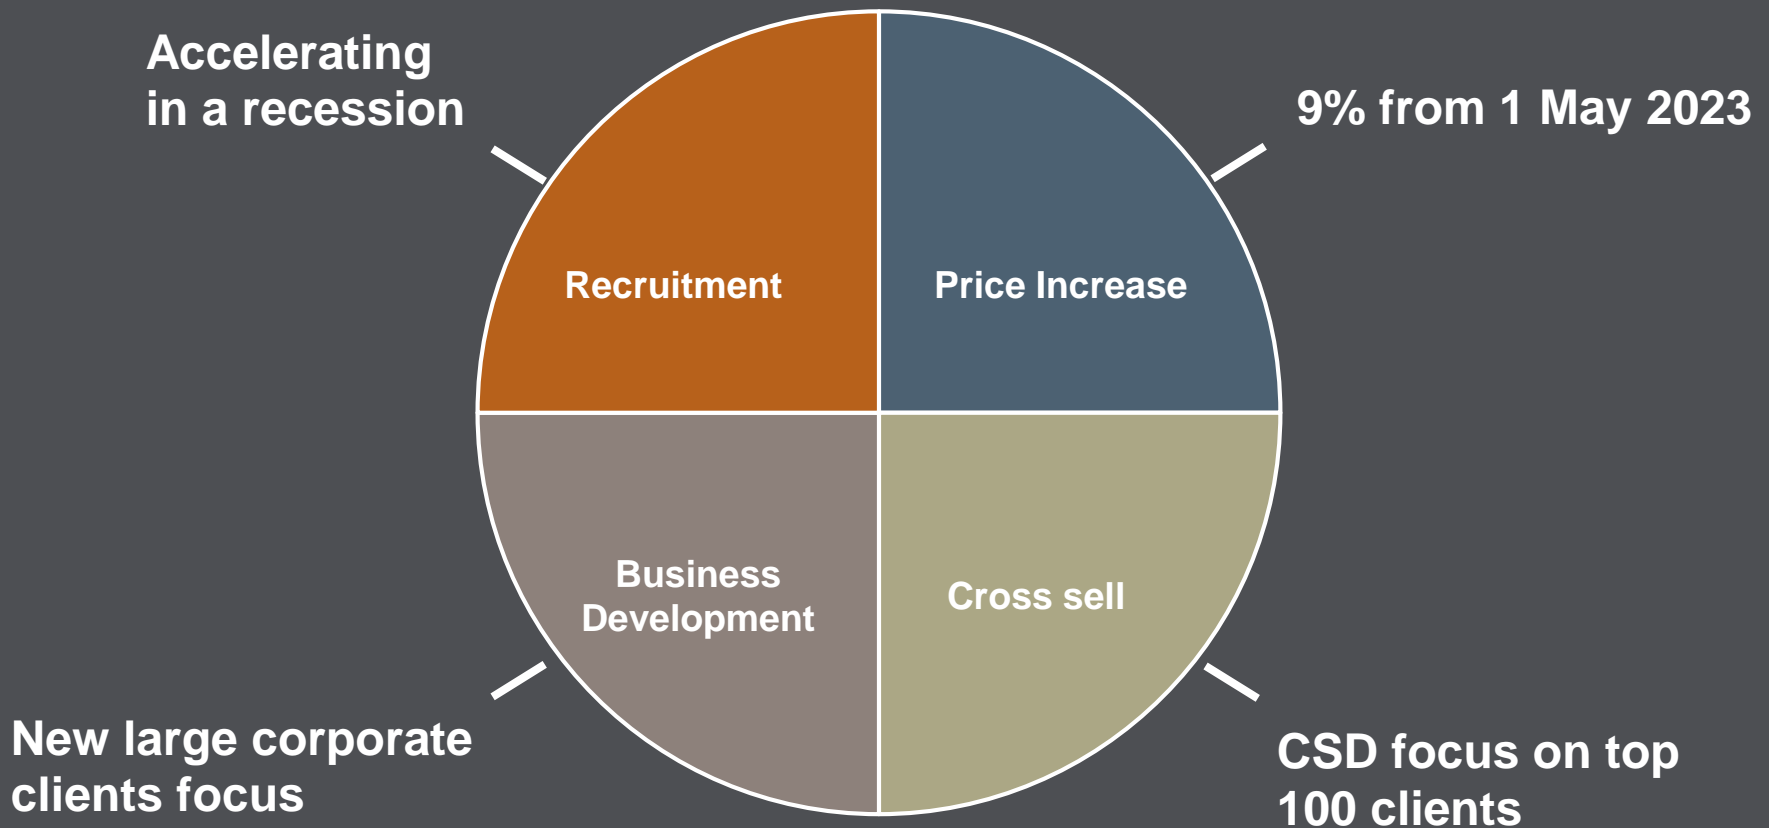 Accelerating
in a recession
9% from 1 May 2023
Recruitment
Price Increase
Business
Development
Cross sell
New large corporate
clients focus
CSD focus on top
100 clients